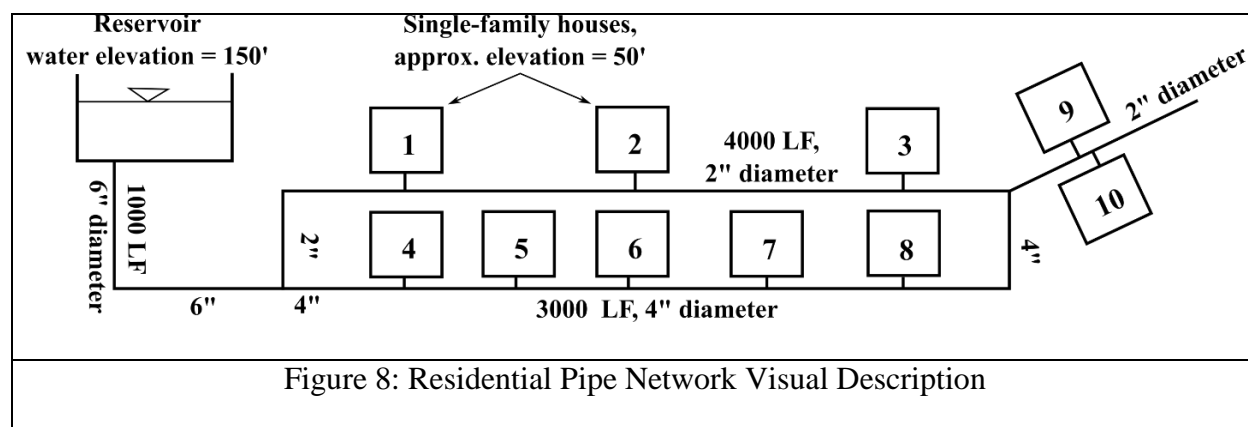 Reservoir
water elevation = 150'
Single-family houses,
approx. elevation = 50'
1
2
4000 LF,
2" diameter
3
9
2" diameter
10
6" diameter
1000 LF
2"
4
5
6
7
8
4"
6"
4"
3000 LF, 4" diameter
Figure 8: Residential Pipe Network Visual Description